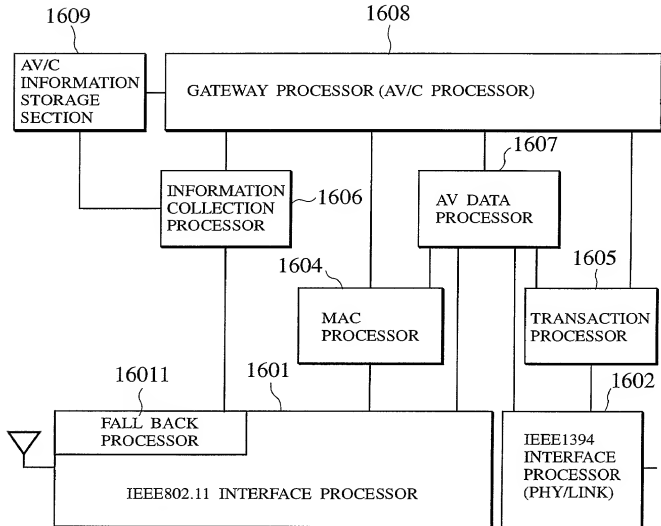 1609
1608
AV/C
INFORMATION
STORAGE
SECTION
GATEWAY PROCESSOR (AV/C PROCESSOR)
1607
INFORMATION
COLLECTION
PROCESSOR
1606
AV DATA
PROCESSOR
1604
1605
MAC
PROCESSOR
TRANSACTION
PROCESSOR
16011
1601
1602
FALL BACK
PROCESSOR
IEEE802.11 INTERFACE PROCESSOR
IEEE1394
INTERFACE
PROCESSOR
(PHY/LINK)